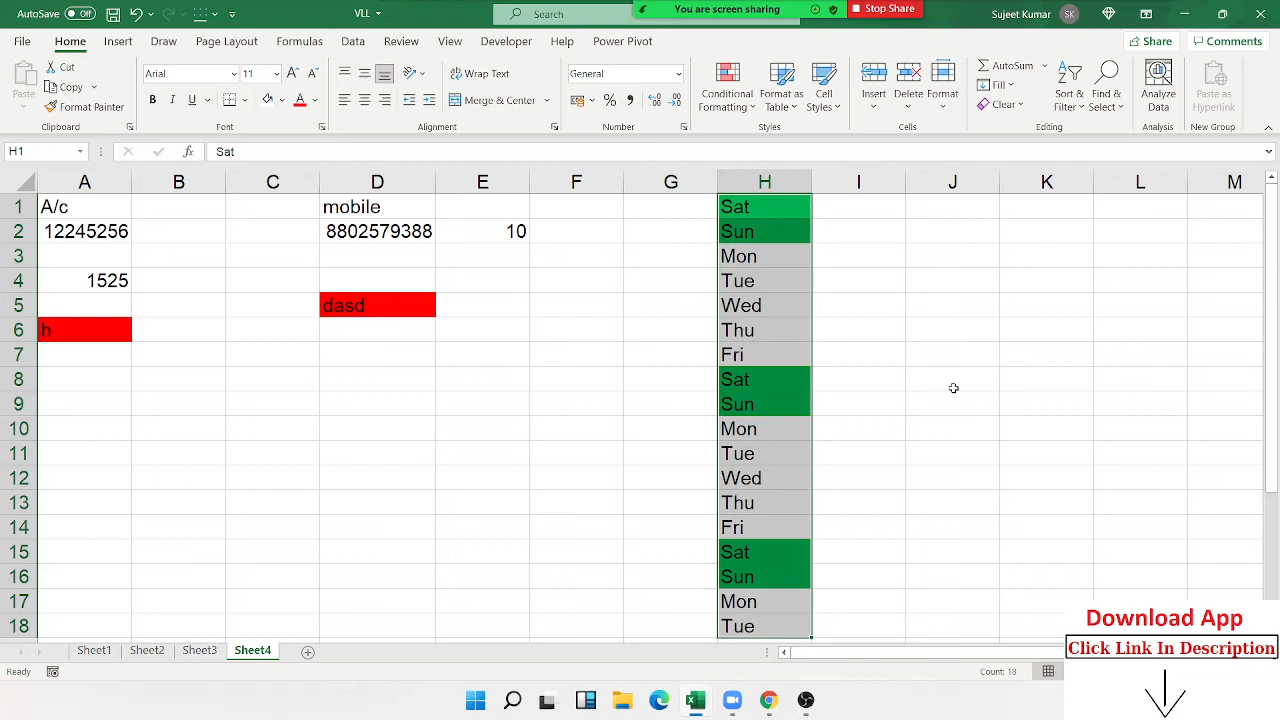 AutoSave Off VLL Search You are screen sharing Stop Share Sujeet Kumar SK
File Home Insert Draw Page Layout Formulas Data Review View Developer Help Power Pivot Share Comments
Paste Cut Copy Format Painter
Arial 11 B I U
Wrap Text Merge & Center
General % ,
Conditional Formatting Format as Table Cell Styles
Insert Delete Format
AutoSum Fill Clear Sort & Filter Find & Select
Analyze Data
Paste as Hyperlink
Clipboard Font Alignment Number Styles Cells Editing Analysis New Group
H1 fx Sat
A B C D E F G H I J K L M
1 A/c mobile Sat
2 12245256 8802579388 10 Sun
3 Mon
4 1525 Tue
5 dasd Wed
6 h Thu
7 Fri
8 Sat
9 Sun
10 Mon
11 Tue
12 Wed
13 Thu
14 Fri
15 Sat
16 Sun
17 Mon
18 Tue
Download App
Click Link In Description
Sheet1 Sheet2 Sheet3 Sheet4
Ready Count: 18